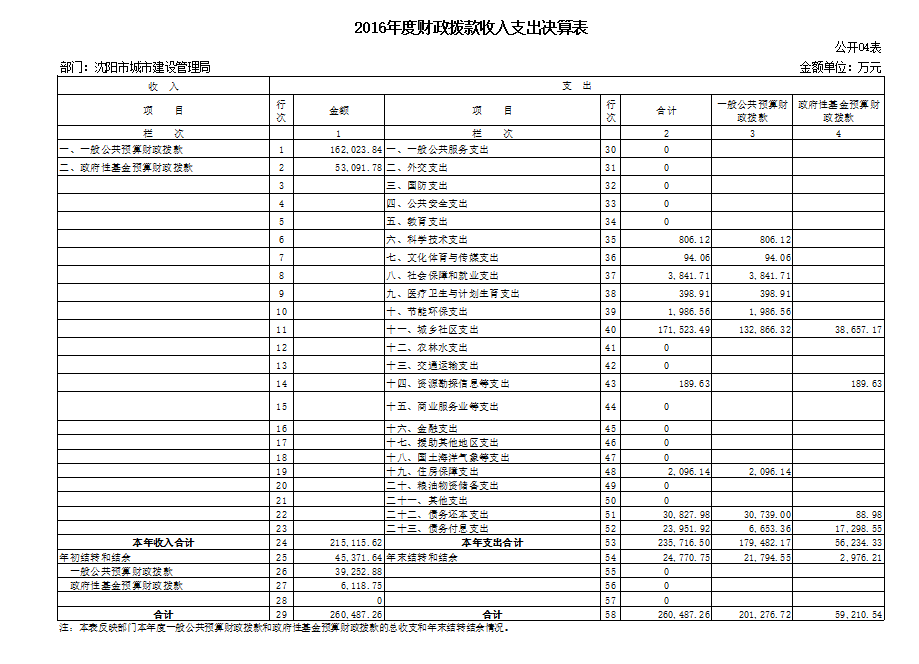 2016年度财政拨款收入支出决算表
公开04表
部门：沈阳市城市建设管理局 金额单位：万元
收 入 支 出
项 目 行次 金额 项 目 行次 合计 一般公共预算财政拨款 政府性基金预算财政拨款
栏 次 1 栏 次 2 3 4
一、一般公共预算财政拨款 1 162,023.84 一、一般公共服务支出 30 0
二、政府性基金预算财政拨款 2 53,091.78 二、外交支出 31 0
3 三、国防支出 32 0
4 四、公共安全支出 33 0
5 五、教育支出 34 0
6 六、科学技术支出 35 806.12 806.12
7 七、文化体育与传媒支出 36 94.06 94.06
8 八、社会保障和就业支出 37 3,841.71 3,841.71
9 九、医疗卫生与计划生育支出 38 398.91 398.91
10 十、节能环保支出 39 1,986.56 1,986.56
11 十一、城乡社区支出 40 171,523.49 132,866.32 38,657.17
12 十二、农林水支出 41 0
13 十三、交通运输支出 42 0
14 十四、资源勘探信息等支出 43 189.63 189.63
15 十五、商业服务业等支出 44 0
16 十六、金融支出 45 0
17 十七、援助其他地区支出 46 0
18 十八、国土海洋气象等支出 47 0
19 十九、住房保障支出 48 2,096.14 2,096.14
20 二十、粮油物资储备支出 49 0
21 二十一、其他支出 50 0
22 二十二、债务还本支出 51 30,827.98 30,739.00 88.98
23 二十三、债务付息支出 52 23,951.92 6,653.36 17,298.55
本年收入合计 24 215,115.62 本年支出合计 53 235,716.50 179,482.17 56,234.33
年初结转和结余 25 45,371.64 年末结转和结余 54 24,770.75 21,794.55 2,976.21
一般公共预算财政拨款 26 39,252.88 55 0
政府性基金预算财政拨款 27 6,118.75 56 0
28 0 57 0
合计 29 260,487.26 合计 58 260,487.26 201,276.72 59,210.54
注：本表反映部门本年度一般公共预算财政拨款和政府性基金预算财政拨款的总收支和年末结转结余情况。